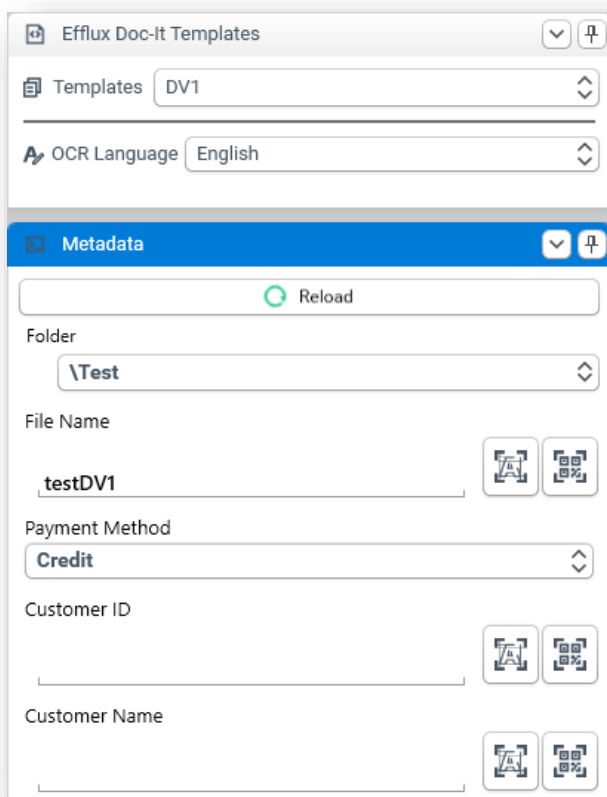 Efflux Doc-It Templates
Templates DV1
OCR Language English
Metadata
Reload
Folder
\Test
File Name
testDV1
Payment Method
Credit
Customer ID
Customer Name